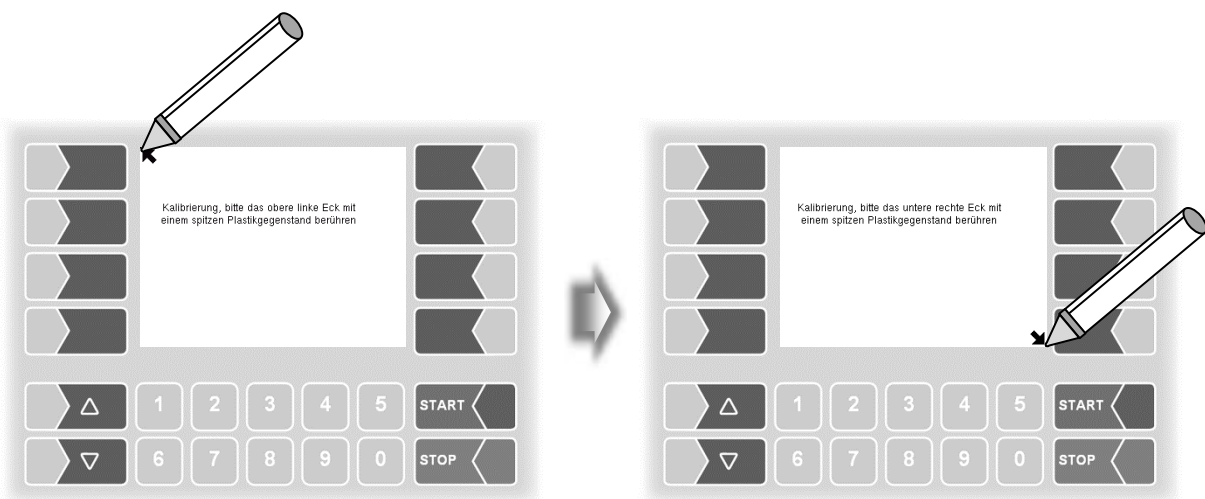 Kalibrierung, bitte das obere linke Eck mit
einem spitzen Plastikgegenstand berühren
1 2 3 4 5 START
6 7 8 9 0 STOP
Kalibrierung, bitte das untere rechte Eck mit
einem spitzen Plastikgegenstand berühren
1 2 3 4 5 START
6 7 8 9 0 STOP